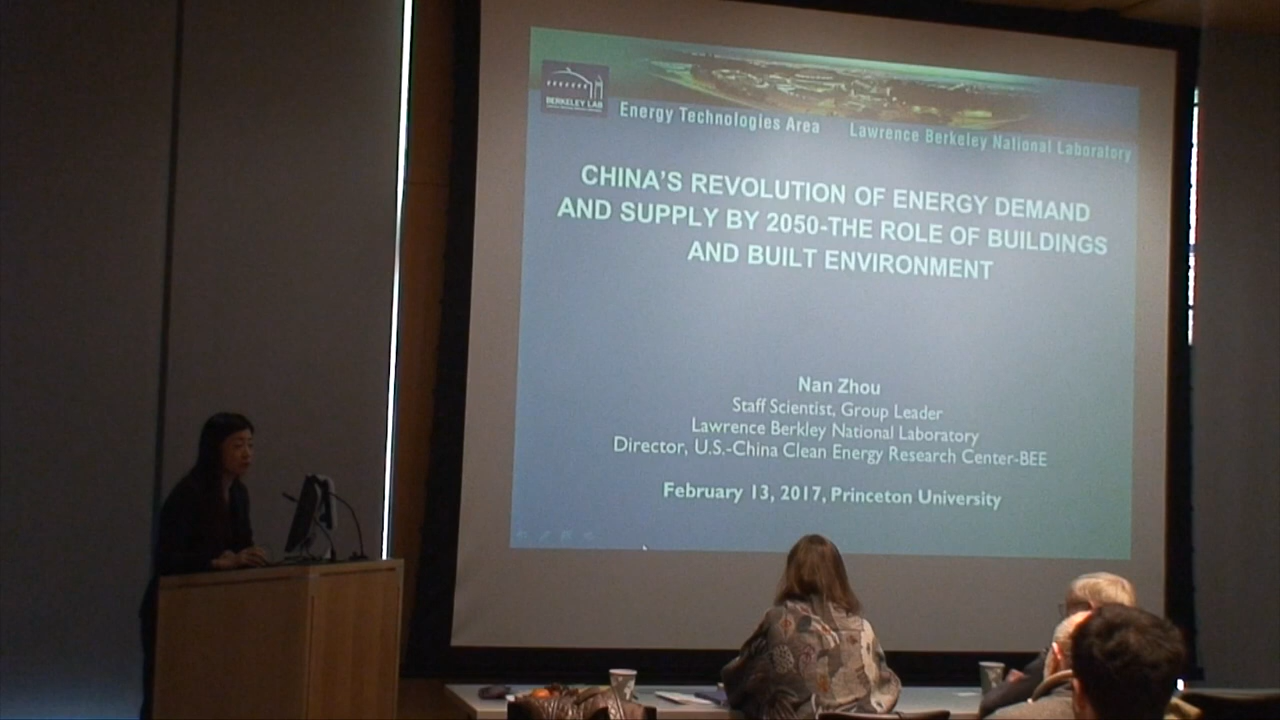 BERKELEY LAB
Energy Technologies Area Lawrence Berkeley National Laboratory
CHINA'S REVOLUTION OF ENERGY DEMAND
AND SUPPLY BY 2050-THE ROLE OF BUILDINGS
AND BUILT ENVIRONMENT
Nan Zhou
Staff Scientist, Group Leader
Lawrence Berkley National Laboratory
Director, U.S.-China Clean Energy Research Center-BEE
February 13, 2017, Princeton University